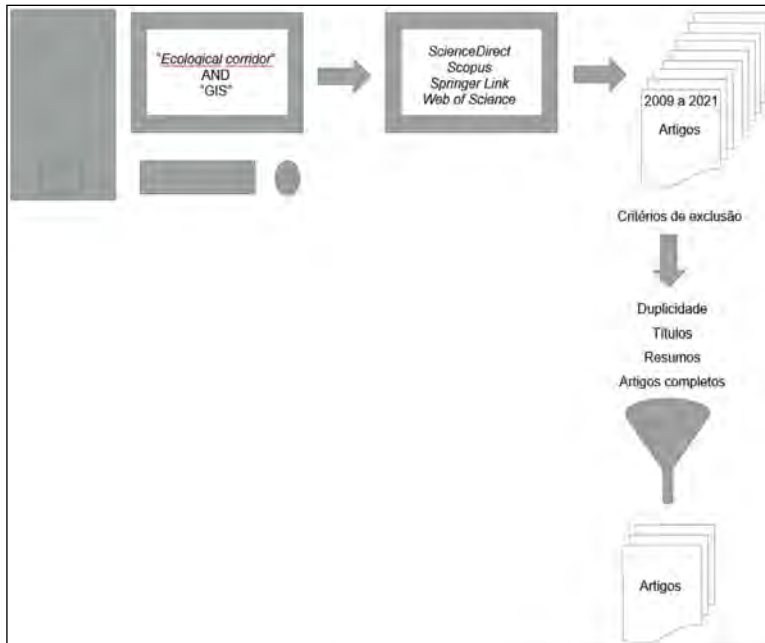 "Ecological corridor"
AND
"GIS"
ScienceDirect
Scopus
Springer Link
Web of Science
2009 a 2021
Artigos
Critérios de exclusão
Duplicidade
Títulos
Resumos
Artigos completos
Artigos